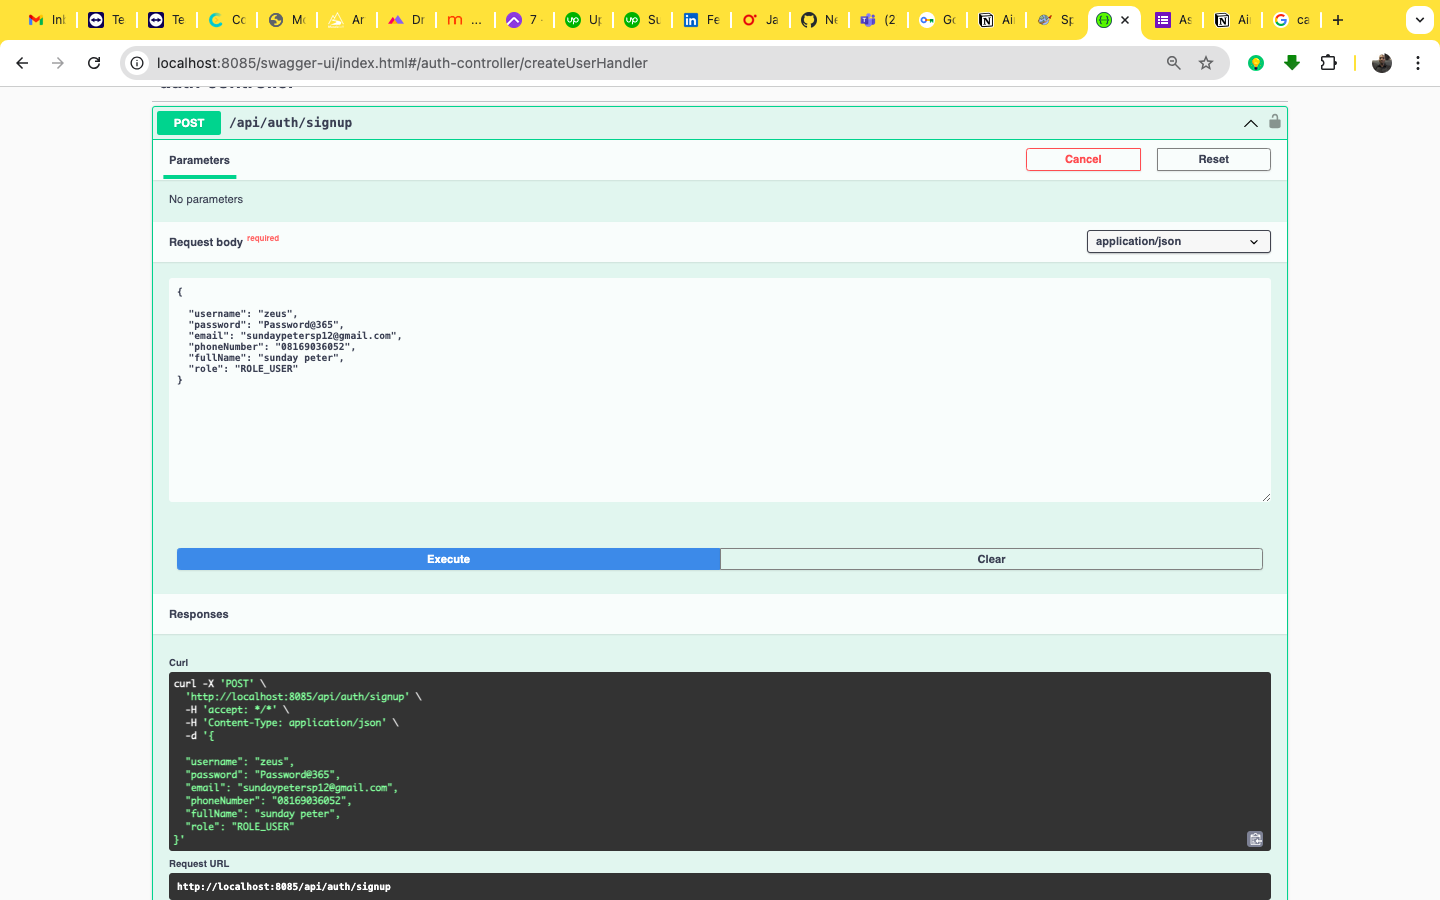 Inb
Te
Te
Co
Mo
Ar
Dr
...
7
Up
Su
Fe
Ja
Ne
(2
Go
Ai
Sp
As
Ai
ca
localhost:8085/swagger-ui/index.html#/auth-controller/createUserHandler
POST /api/auth/signup
Parameters
Cancel
Reset
No parameters
Request body required
application/json
{
"username": "zeus",
"password": "Password@365",
"email": "sundaypetersp12@gmail.com",
"phoneNumber": "08169036052",
"fullName": "sunday peter",
"role": "ROLE_USER"
}
Execute
Clear
Responses
Curl
curl -X 'POST' \
'http://localhost:8085/api/auth/signup' \
-H 'accept: */*' \
-H 'Content-Type: application/json' \
-d '{
"username": "zeus",
"password": "Password@365",
"email": "sundaypetersp12@gmail.com",
"phoneNumber": "08169036052",
"fullName": "sunday peter",
"role": "ROLE_USER"
}'
Request URL
http://localhost:8085/api/auth/signup